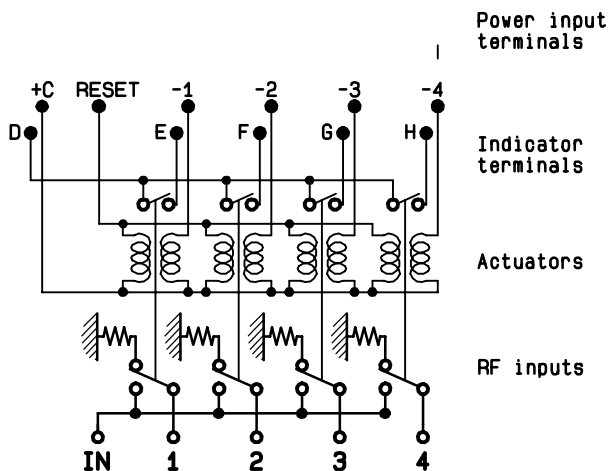 Power input
terminals
+C RESET -1 -2 -3 -4
D E F G H
Indicator
terminals
Actuators
RF inputs
IN 1 2 3 4